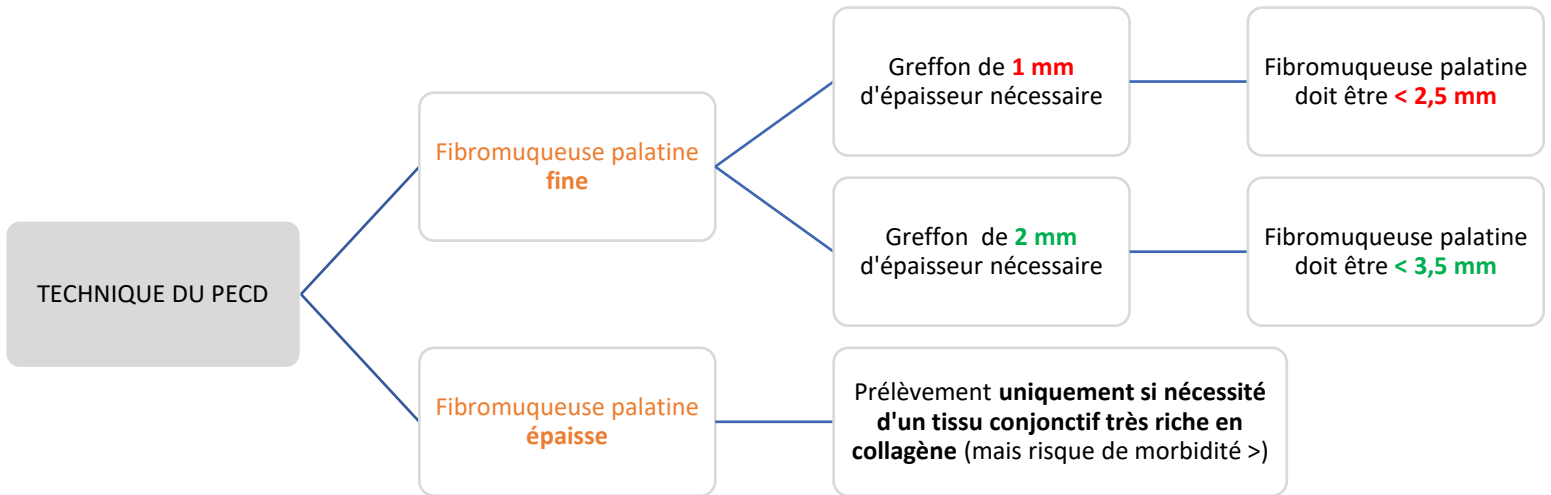 TECHNIQUE DU PECD
Fibromuqueuse palatine
fine
Greffon de 1 mm
d'épaisseur nécessaire
Fibromuqueuse palatine
doit être < 2,5 mm
Greffon de 2 mm
d'épaisseur nécessaire
Fibromuqueuse palatine
doit être < 3,5 mm
Fibromuqueuse palatine
épaisse
Prélèvement uniquement si nécessité
d'un tissu conjonctif très riche en
collagène (mais risque de morbidité >)